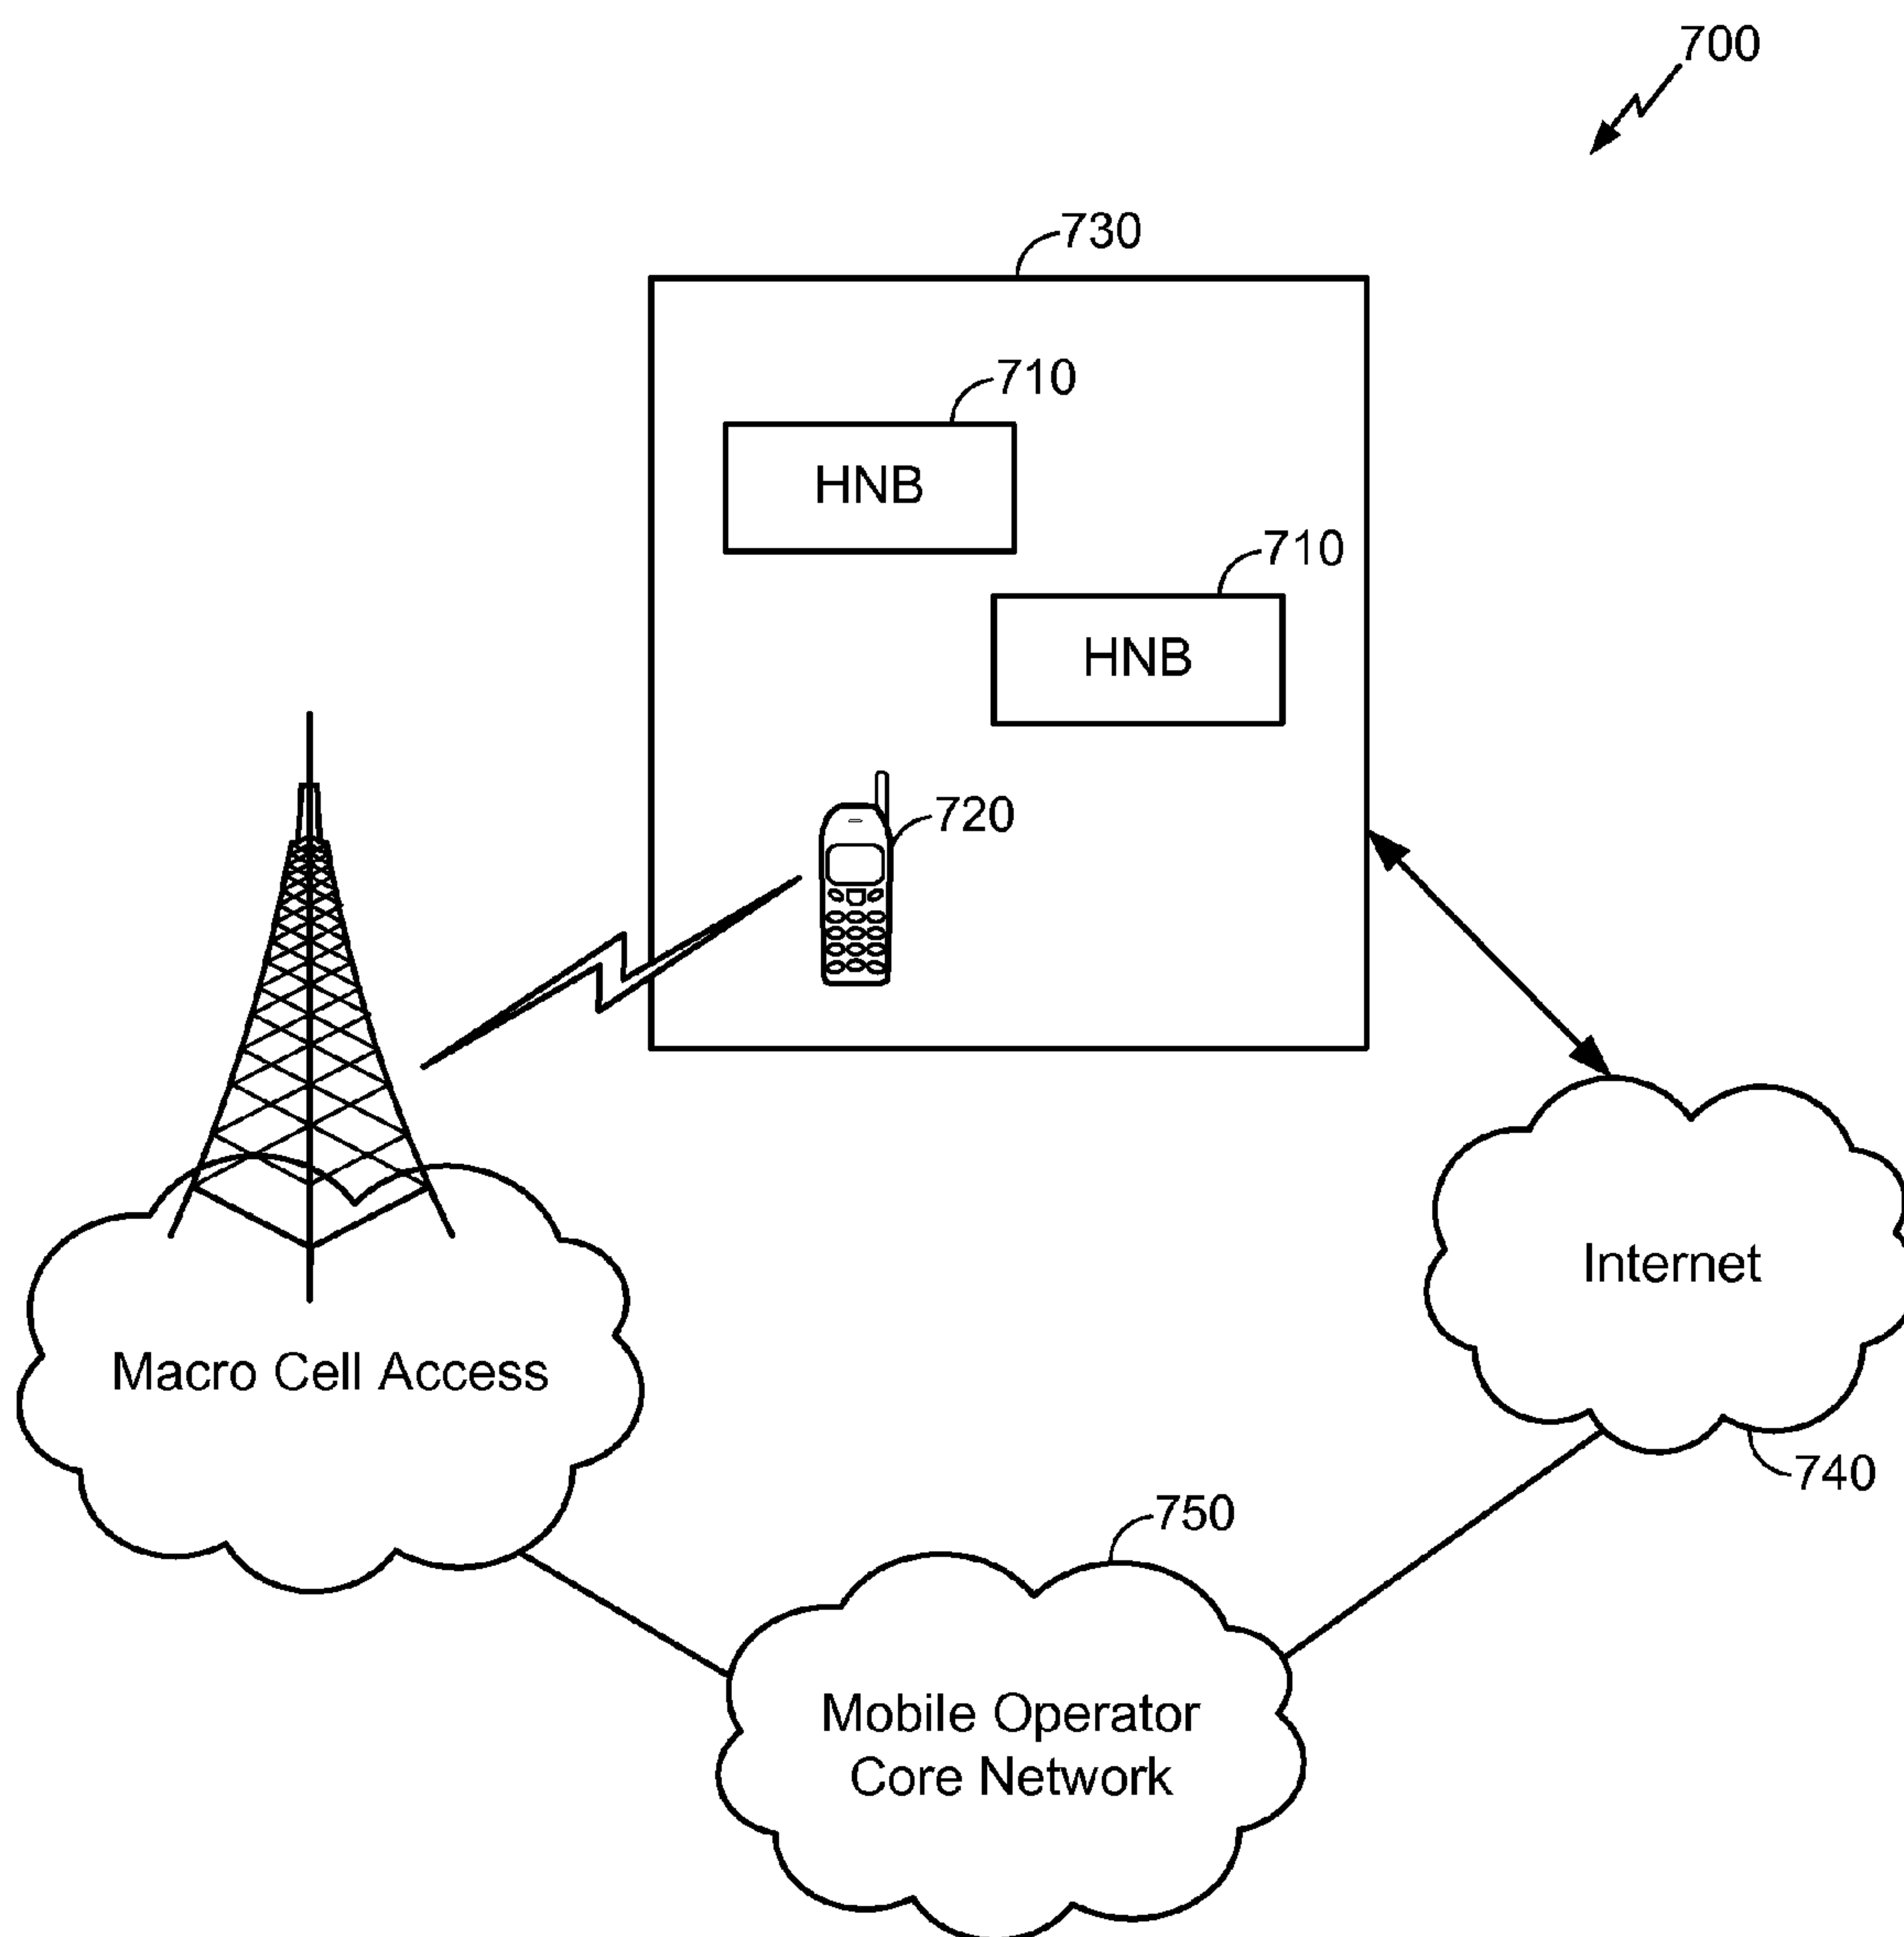 700
730
710
HNB
710
HNB
720
Internet
Macro Cell Access
740
750
Mobile Operator
Core Network